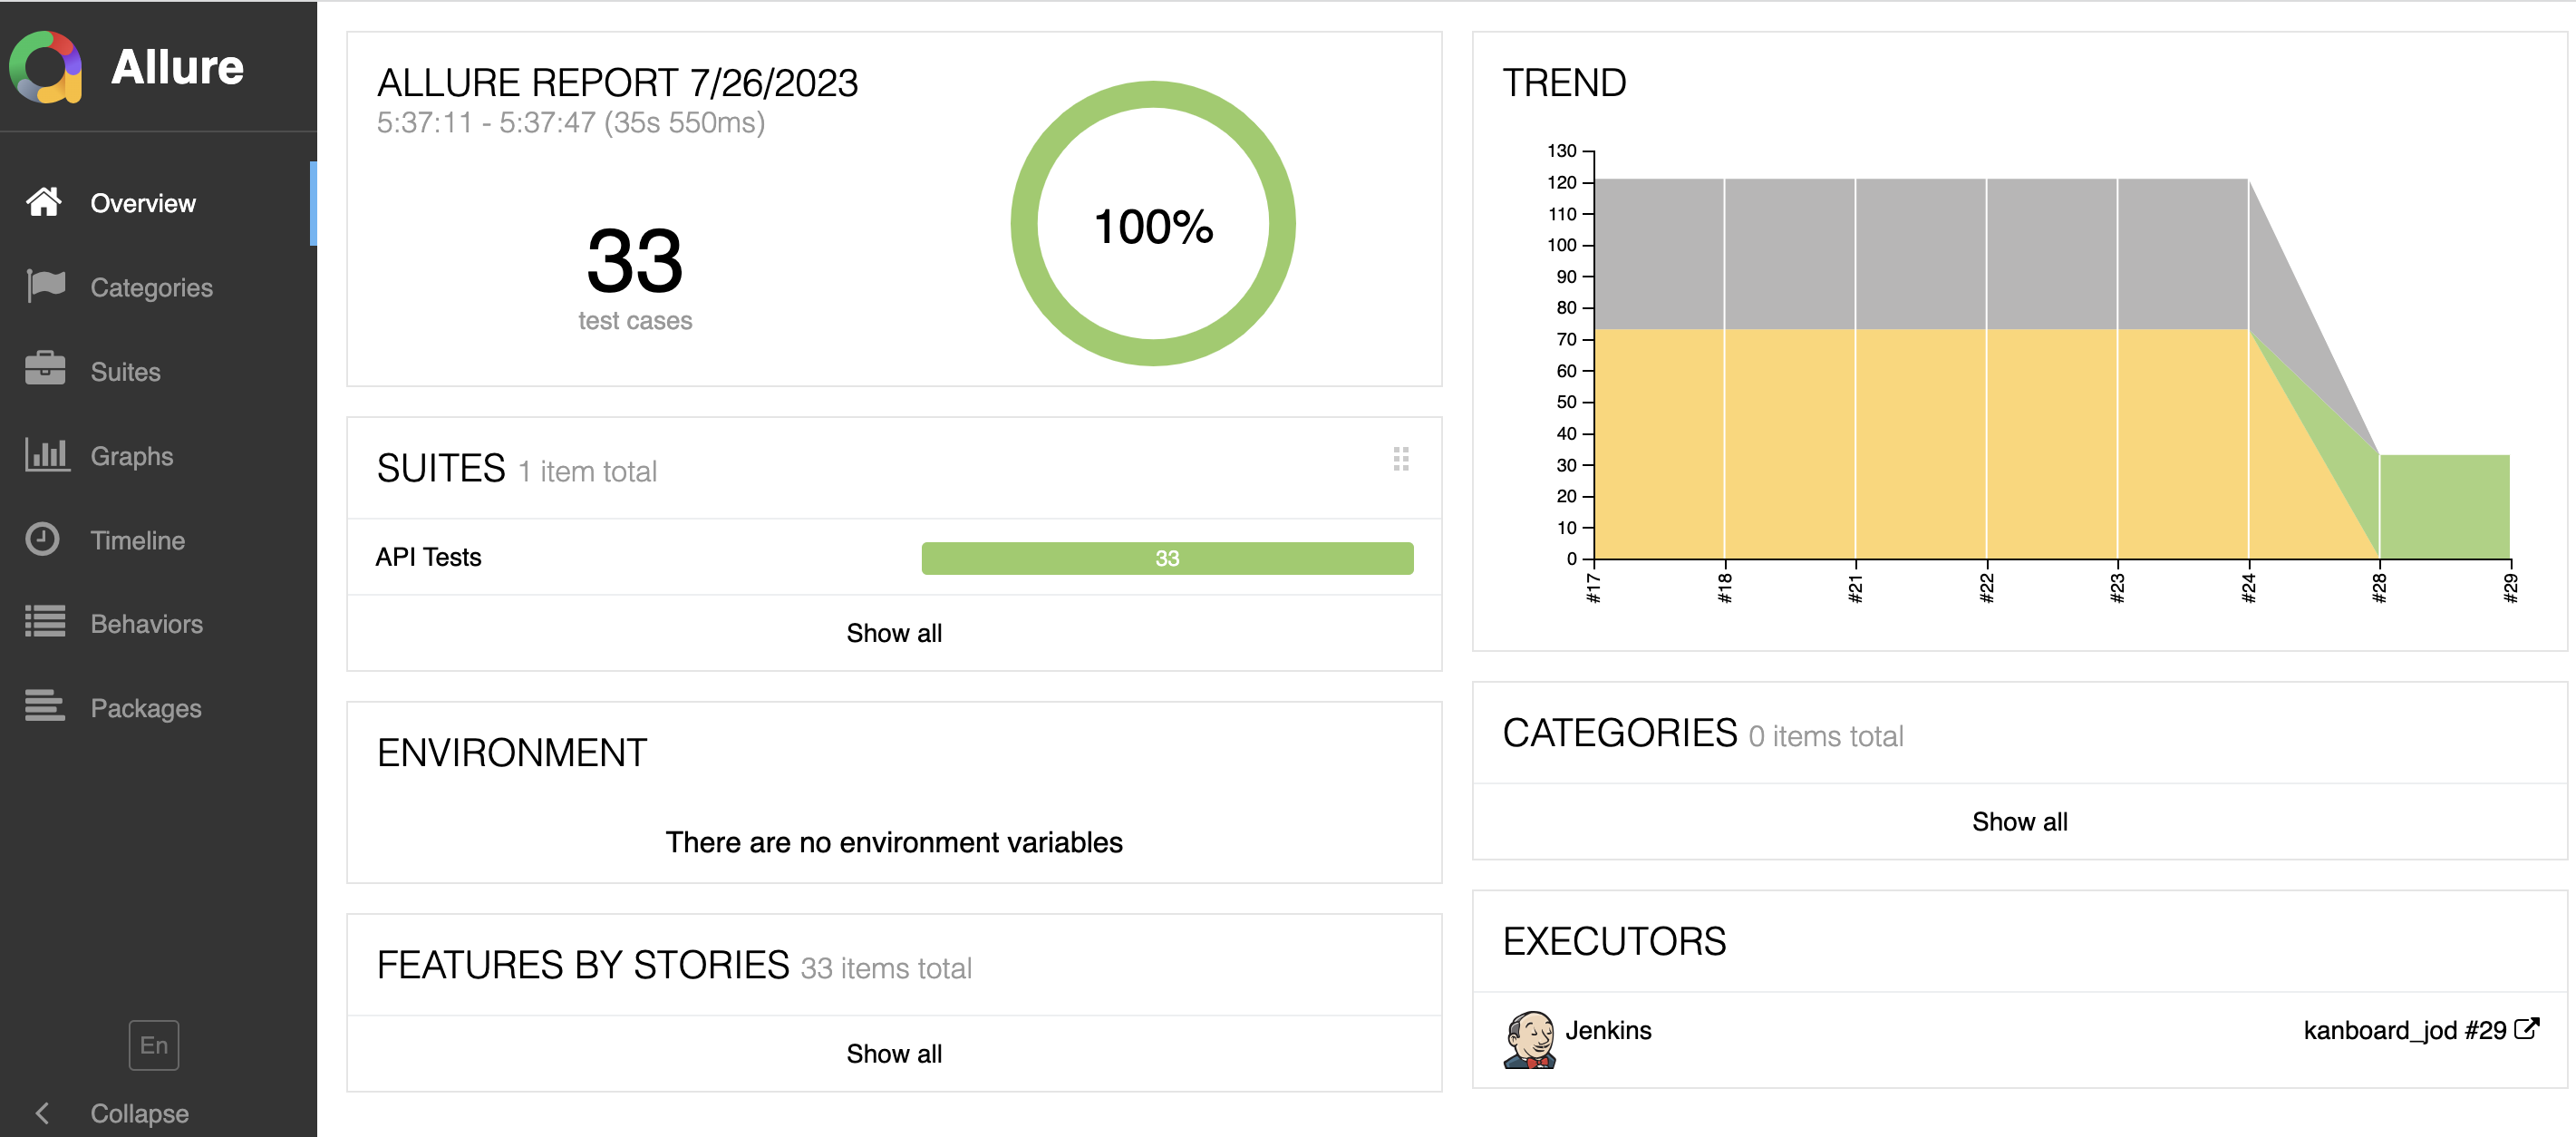 Allure
Overview
Categories
Suites
Graphs
Timeline
Behaviors
Packages
En
Collapse
ALLURE REPORT 7/26/2023
5:37:11 - 5:37:47 (35s 550ms)
33
test cases
100%
SUITES 1 item total
API Tests 33
Show all
ENVIRONMENT
There are no environment variables
FEATURES BY STORIES 33 items total
Show all
TREND
130
120
110
100
90
80
70
60
50
40
30
20
10
0
#17 #18 #21 #22 #23 #24 #28 #29
CATEGORIES 0 items total
Show all
EXECUTORS
Jenkins kanboard_jod #29